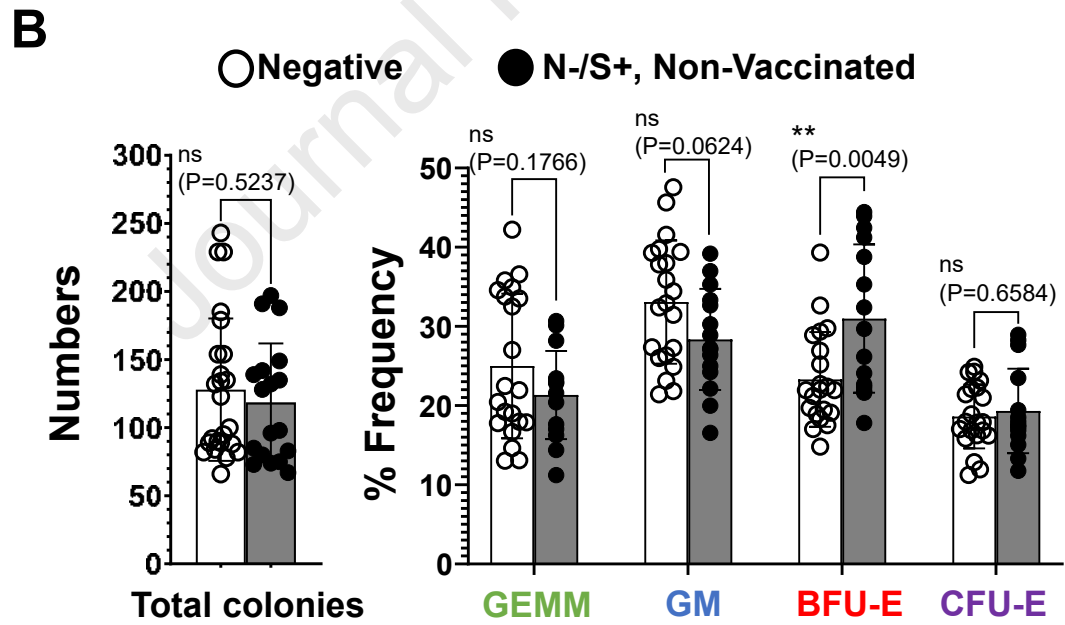 B
Journal
Negative
N-/S+, Non-Vaccinated
Numbers
300
250
200
150
100
50
0
ns
(P=0.5237)
Total colonies
% Frequency
50
40
30
20
10
0
ns
(P=0.1766)
ns
(P=0.0624)
**
(P=0.0049)
ns
(P=0.6584)
GEMM
GM
BFU-E
CFU-E